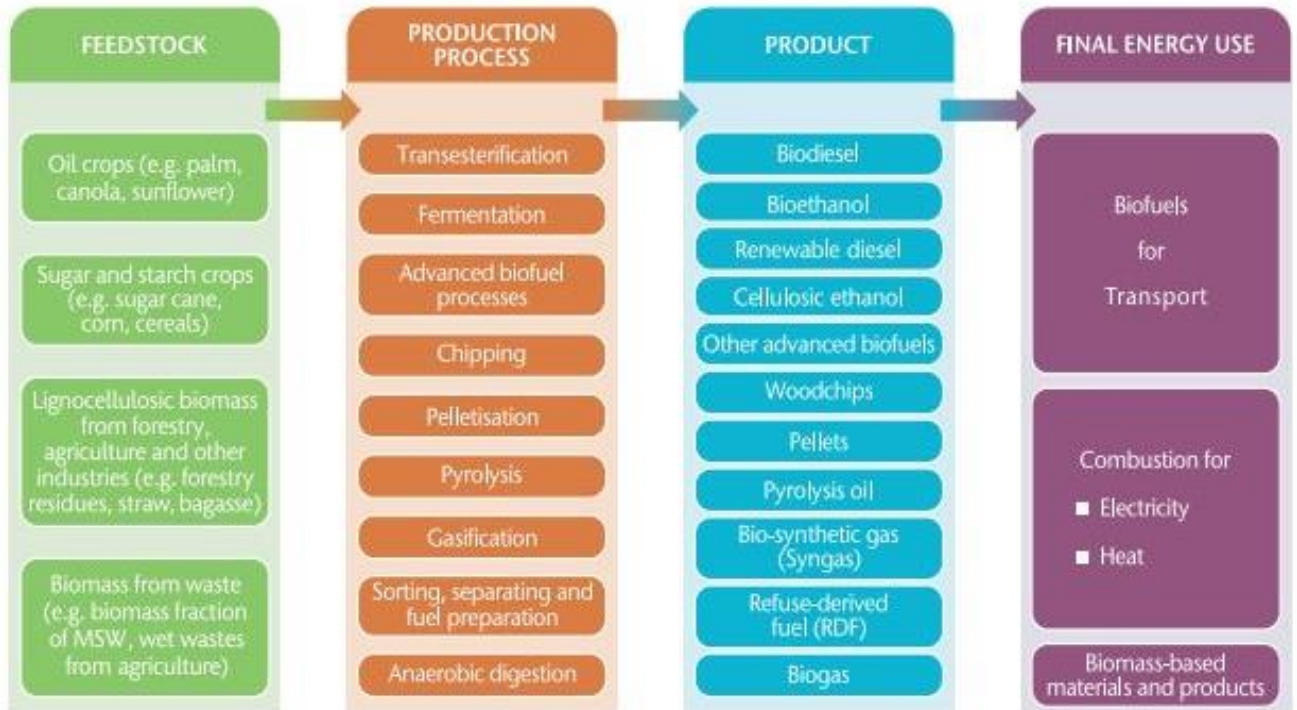 FEEDSTOCK
Oil crops (e.g. palm,
canola, sunflower)
Sugar and starch crops
(e.g. sugar cane,
corn, cereals)
Lignocellulosic biomass
from forestry,
agriculture and other
industries (e.g. forestry
residues, straw, bagasse)
Biomass from waste
(e.g. biomass fraction
of MSW, wet wastes
from agriculture)
PRODUCTION
PROCESS
Transesterification
Fermentation
Advanced biofuel
processes
Chipping
Pelletisation
Pyrolysis
Gasification
Sorting, separating and
fuel preparation
Anaerobic digestion
PRODUCT
Biodiesel
Bioethanol
Renewable diesel
Cellulosic ethanol
Other advanced biofuels
Woodchips
Pellets
Pyrolysis oil
Bio-synthetic gas
(Syngas)
Refuse-derived
fuel (RDF)
Biogas
FINAL ENERGY USE
Biofuels
for
Transport
Combustion for
■ Electricity
■ Heat
Biomass-based
materials and products